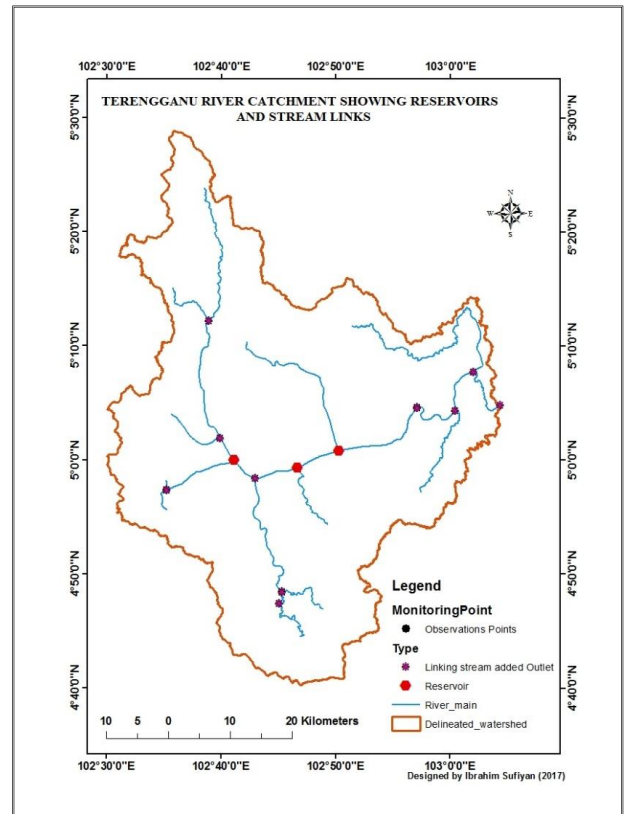 102°30'0"E 102°40'0"E 102°50'0"E 103°0'0"E
TERENGGANU RIVER CATCHMENT SHOWING RESERVOIRS
AND STREAM LINKS
5°30'0"N 5°30'0"N
N
W E
S
5°20'0"N 5°20'0"N
5°10'0"N 5°10'0"N
5°0'0"N 5°0'0"N
4°50'0"N 4°50'0"N
4°40'0"N 4°40'0"N
Legend
MonitoringPoint
Observations Points
Type
Linking stream added Outlet
Reservoir
River_main
Delineated_watershed
10 5 0 10 20 Kilometers
102°30'0"E 102°40'0"E 102°50'0"E 103°0'0"E
Designed by Ibrahim Sufiyan (2017)